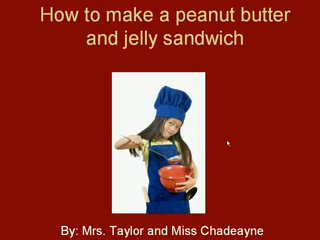 How to make a peanut butter
and jelly sandwich
By: Mrs. Taylor and Miss Chadeayne